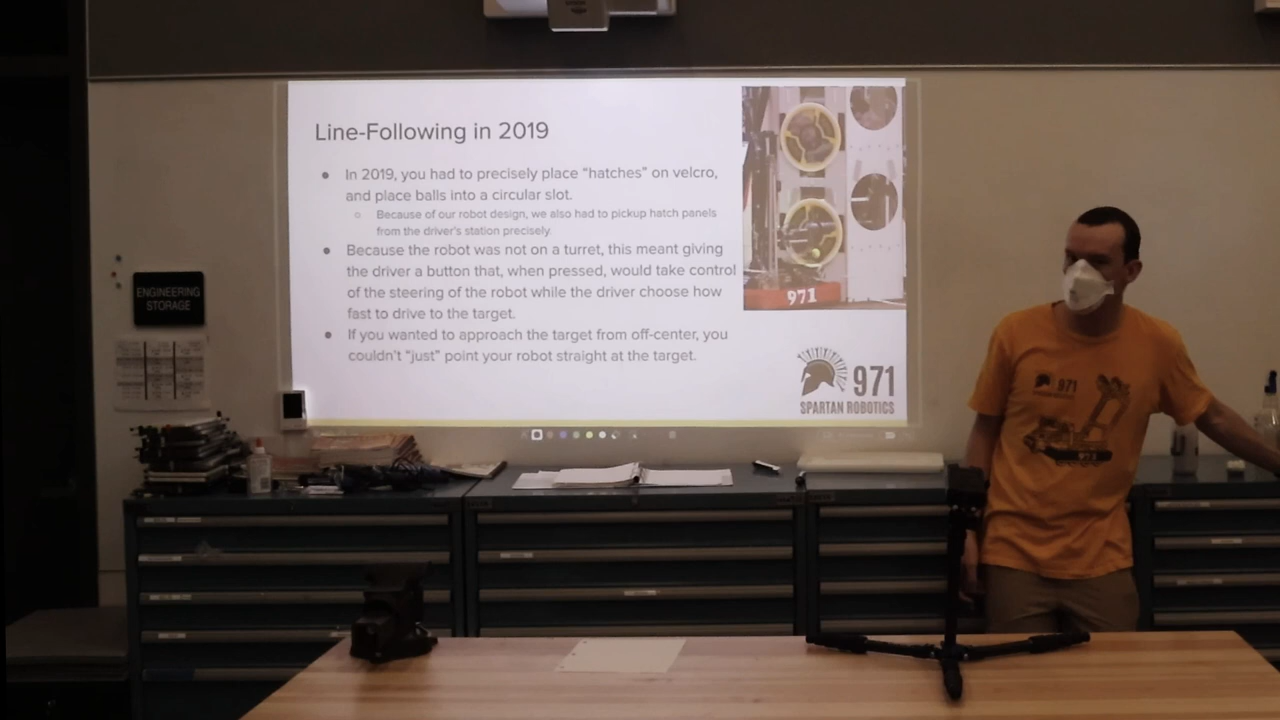 Line-Following in 2019
● In 2019, you had to precisely place “hatches” on velcro,
and place balls into a circular slot.
○ Because of our robot design, we also had to pickup hatch panels
from the driver's station precisely.
● Because the robot was not on a turret, this meant giving
the driver a button that, when pressed, would take control
of the steering of the robot while the driver choose how
fast to drive to the target.
● If you wanted to approach the target from off-center, you
couldn't “just” point your robot straight at the target.
971
971
SPARTAN ROBOTICS
ENGINEERING
STORAGE
971
971